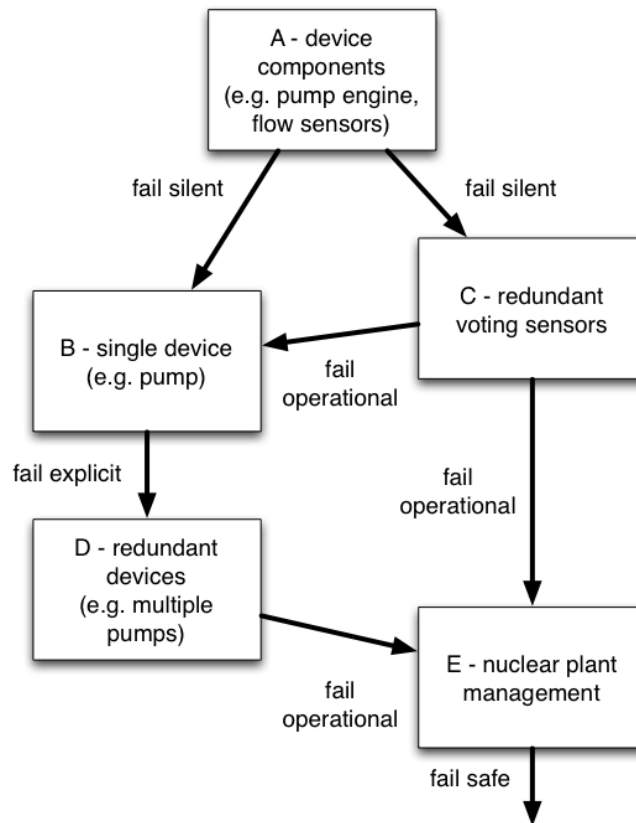 A - device
components
(e.g. pump engine,
flow sensors)
fail silent
fail silent
C - redundant
voting sensors
B - single device
(e.g. pump)
fail
operational
fail explicit
fail
operational
D - redundant
devices
(e.g. multiple
pumps)
E - nuclear plant
management
fail
operational
fail safe